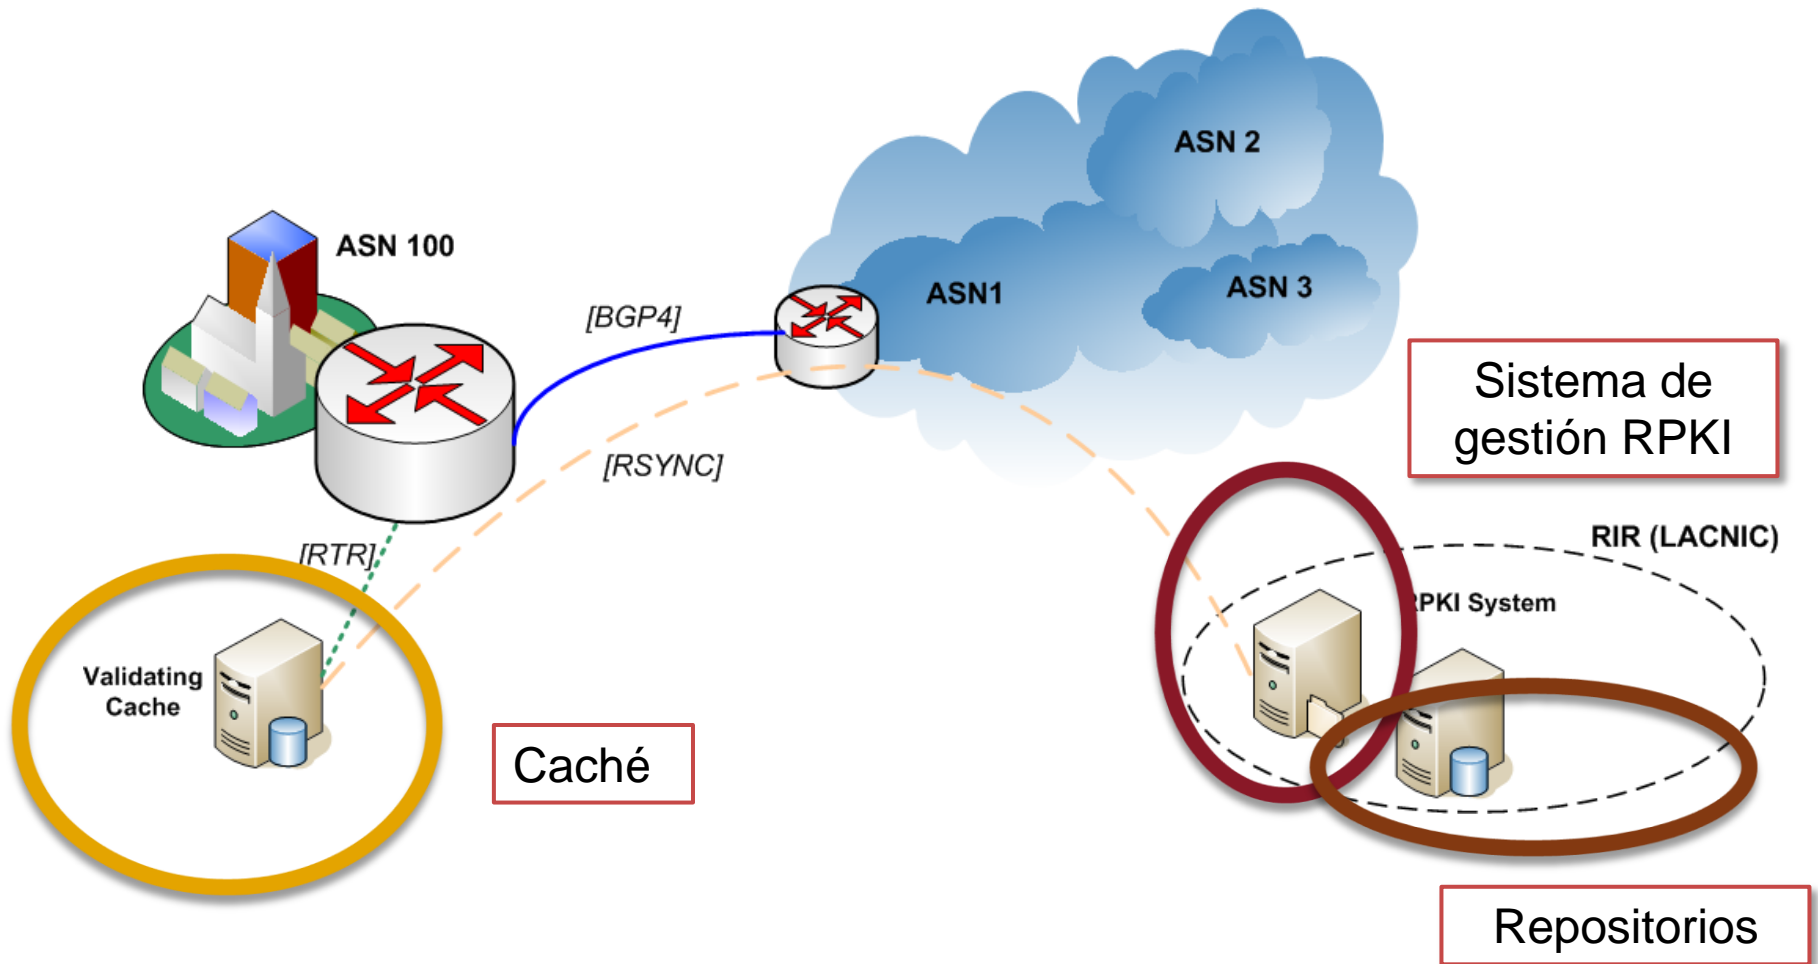 ASN 2
ASN 100
ASN1
ASN 3
[BGP4]
Sistema de
gestión RPKI
[RSYNC]
RIR (LACNIC)
[RTR]
RPKI System
Validating
Cache
Caché
Repositorios